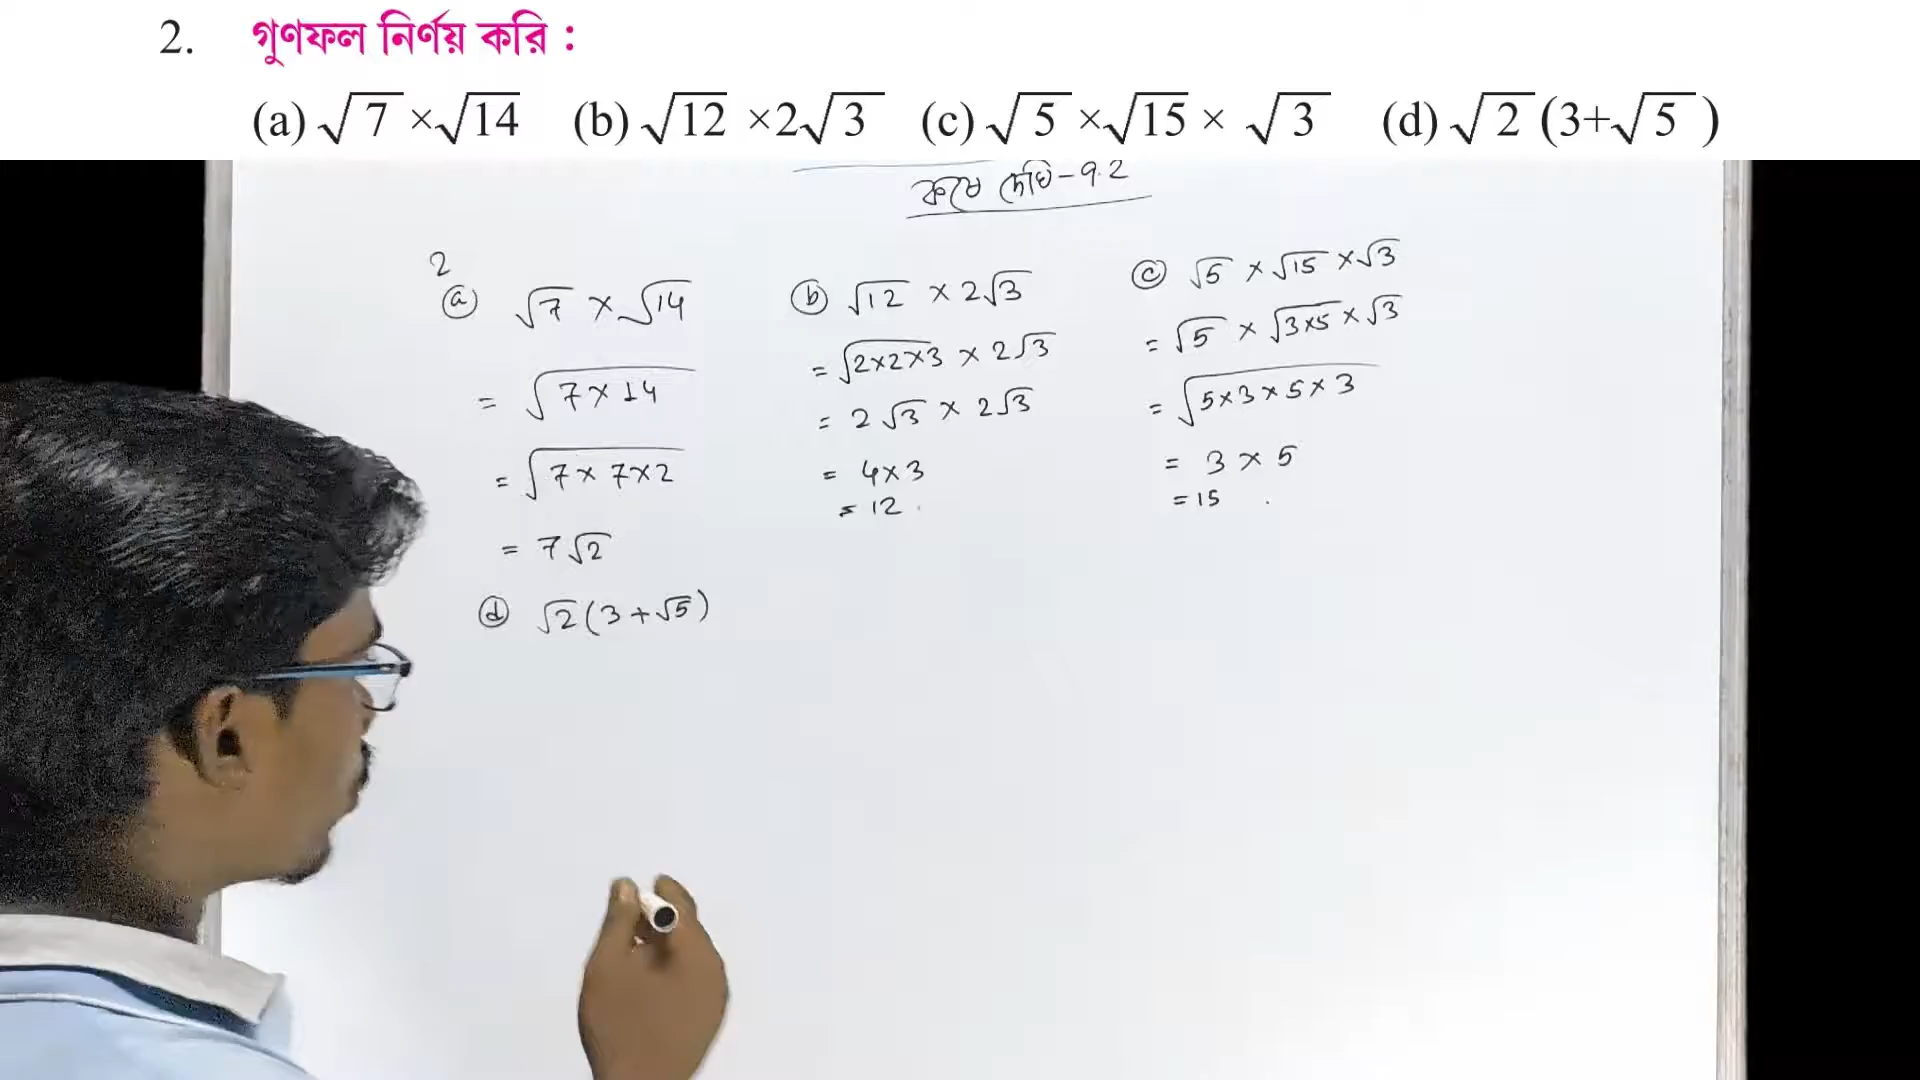 2. গুণফল নির্ণয় করি :
(a) √7 ×√14 (b) √12 ×2√3 (c) √5 ×√15 × √3 (d) √2 (3+√5)
কষে দেখি - 9.2
2
ⓐ √7 × √14
= √7 × 14
= √7 × 7 × 2
= 7√2
ⓑ √12 × 2√3
= √2×2×3 × 2√3
= 2√3 × 2√3
= 4×3
= 12
ⓒ √5 × √15 × √3
= √5 × √3×5 × √3
= √5×3×5×3
= 3 × 5
= 15
ⓓ √2(3+√5)